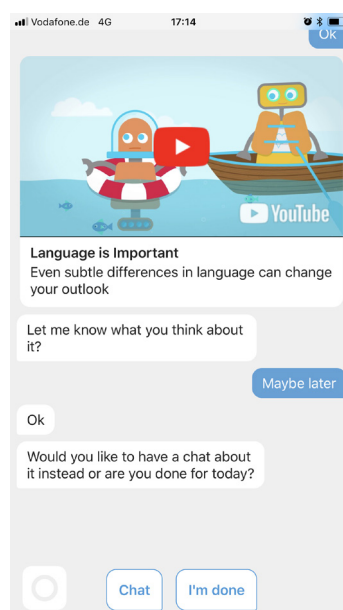 Vodafone.de 4G 17:14
Ok
YouTube
Language is Important
Even subtle differences in language can change
your outlook
Let me know what you think about
it?
Maybe later
Ok
Would you like to have a chat about
it instead or are you done for today?
Chat I'm done